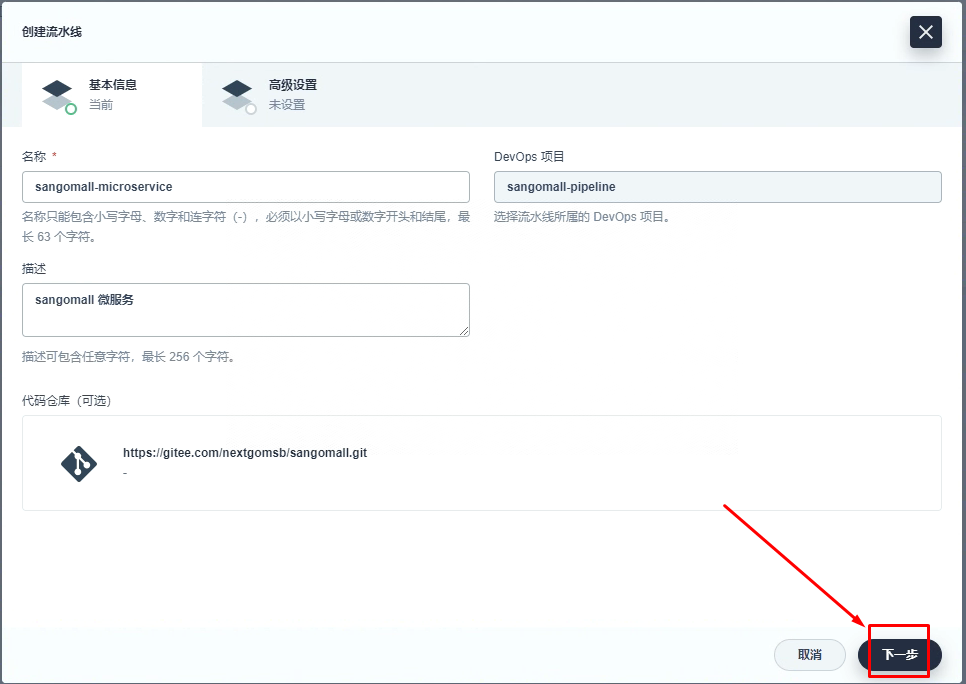 创建流水线
基本信息
当前
高级设置
未设置
名称 *
sangomall-microservice
名称只能包含小写字母、数字和连字符（-），必须以小写字母或数字开头和结尾，最
长 63 个字符。
DevOps 项目
sangomall-pipeline
选择流水线所属的 DevOps 项目。
描述
sangomall 微服务
描述可包含任意字符，最长 256 个字符。
代码仓库（可选）
https://gitee.com/nextgomsb/sangomall.git
-
取消
下一步